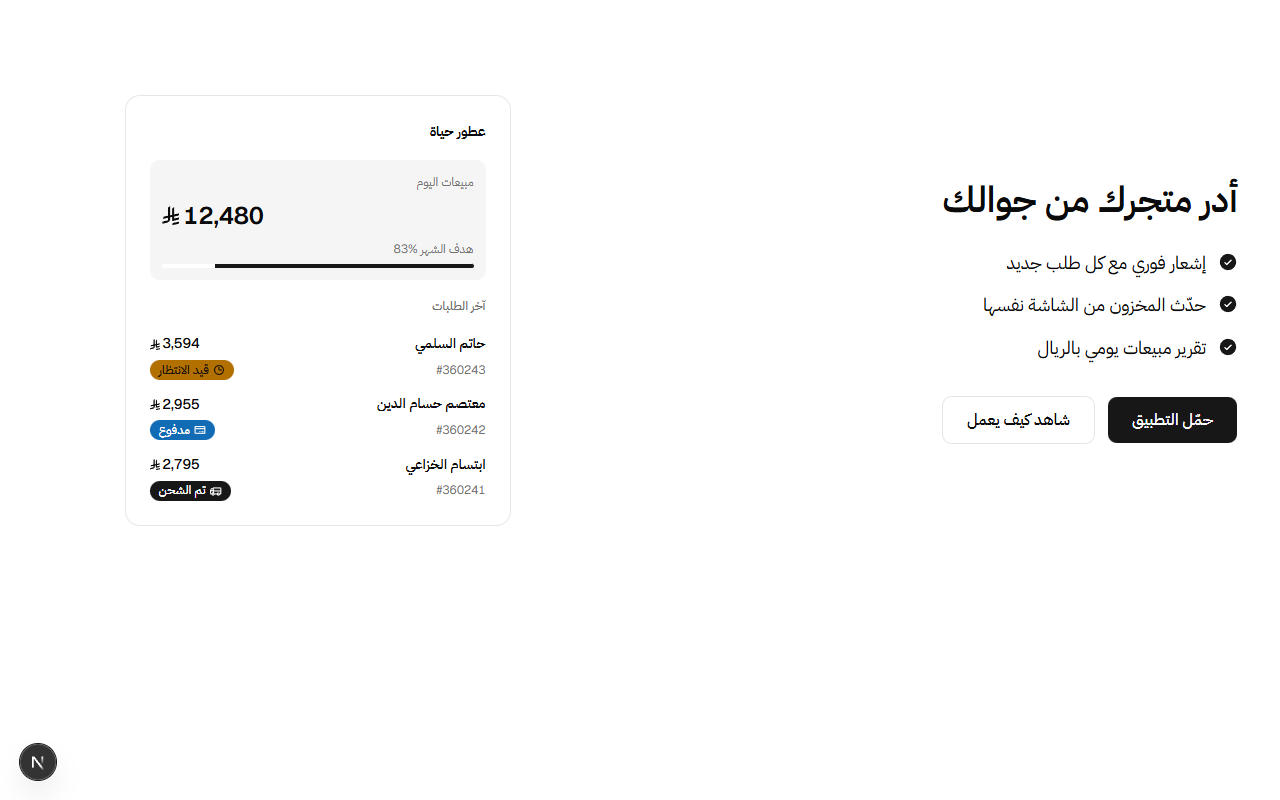 أدر متجرك من جوالك
إشعار فوري مع كل طلب جديد
حدّث المخزون من الشاشة نفسها
تقرير مبيعات يومي بالريال
حمّل التطبيق
شاهد كيف يعمل
عطور حياة
مبيعات اليوم
12,480 ⃁
هدف الشهر 83%
آخر الطلبات
حاتم السلمي
3,594 ⃁
#360243
قيد الانتظار
معتصم حسام الدين
2,955 ⃁
#360242
مدفوع
ابتسام الخزاعي
2,795 ⃁
#360241
تم الشحن
N